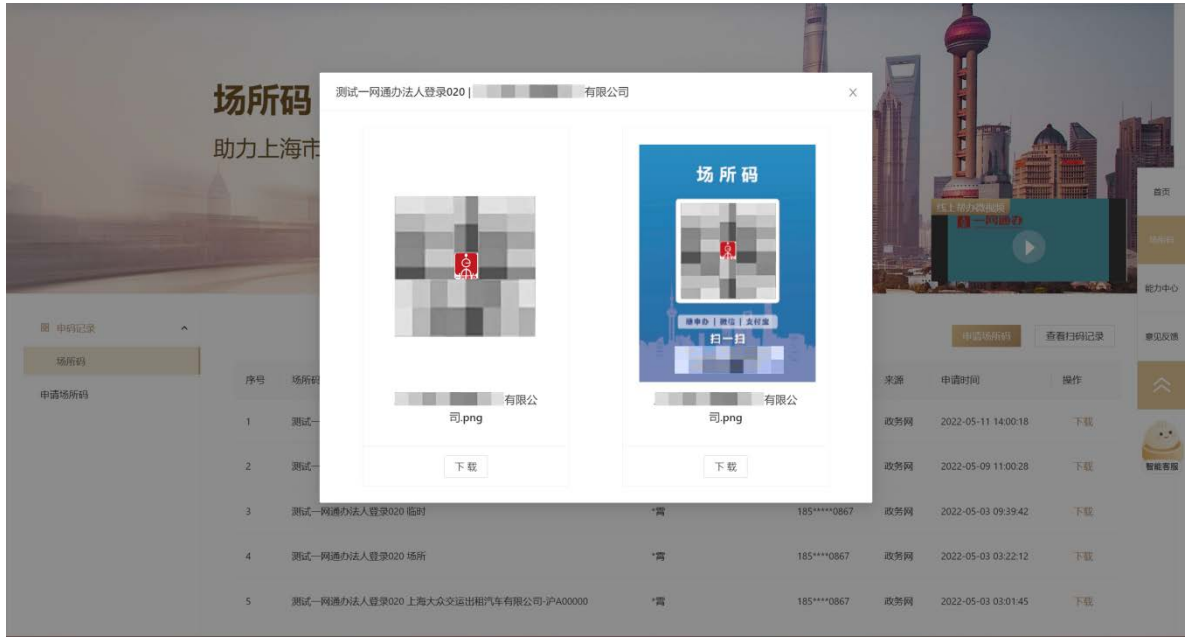 场所码
助力上海市
测试一网通办法人登录020 | 有限公司
X
场所码
随申办 | 微信 | 支付宝
扫一扫
有限公
司.png
下载
有限公
司.png
下载
线上帮办微视频
一网通办
首页
场所码
能力中心
意见反馈
智能客服
申码记录
场所码
申请场所码
申请场所码
查看扫码记录
序号 场所码 来源 申请时间 操作
1 测试一 政务网 2022-05-11 14:00:18 下载
2 测试一 政务网 2022-05-09 11:00:28 下载
3 测试一网通办法人登录020 临时 *霄 185****0867 政务网 2022-05-03 09:39:42 下载
4 测试一网通办法人登录020 场所 *霄 185****0867 政务网 2022-05-03 03:22:12 下载
5 测试一网通办法人登录020 上海大众交运出租汽车有限公司-沪A00000 *霄 185****0867 政务网 2022-05-03 03:01:45 下载